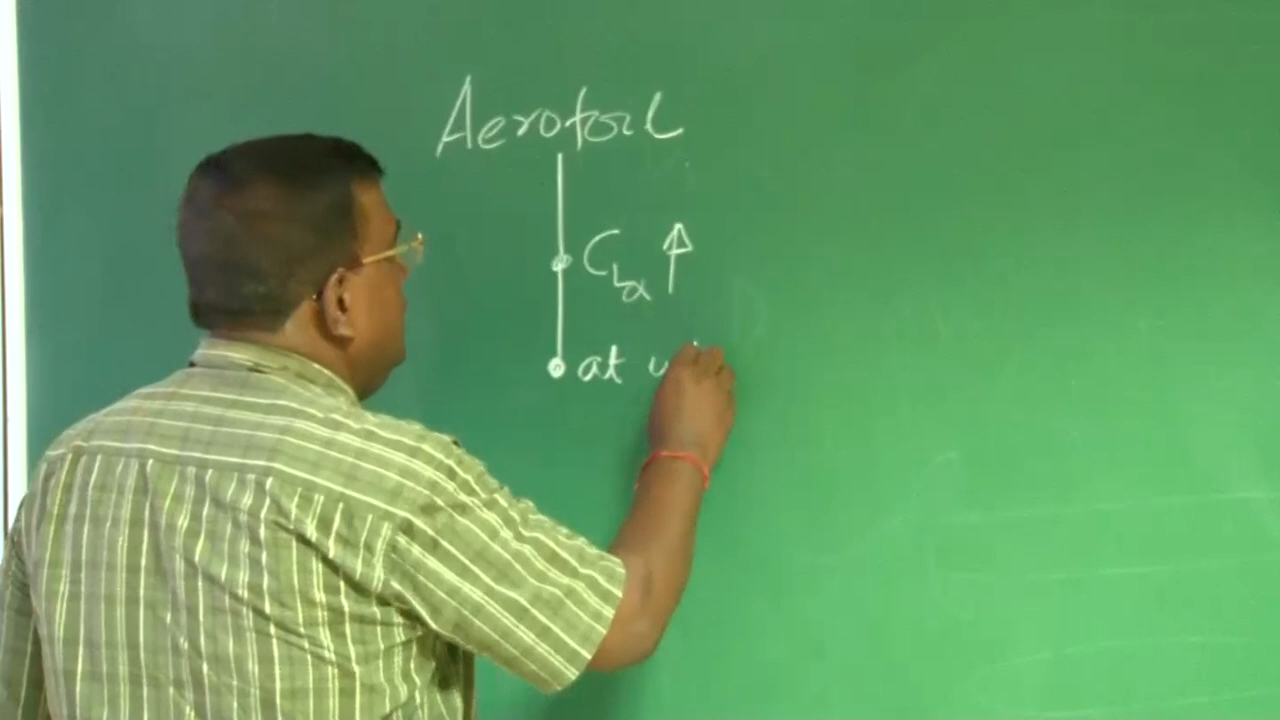 Aerofoil
C_Lα ↑
at